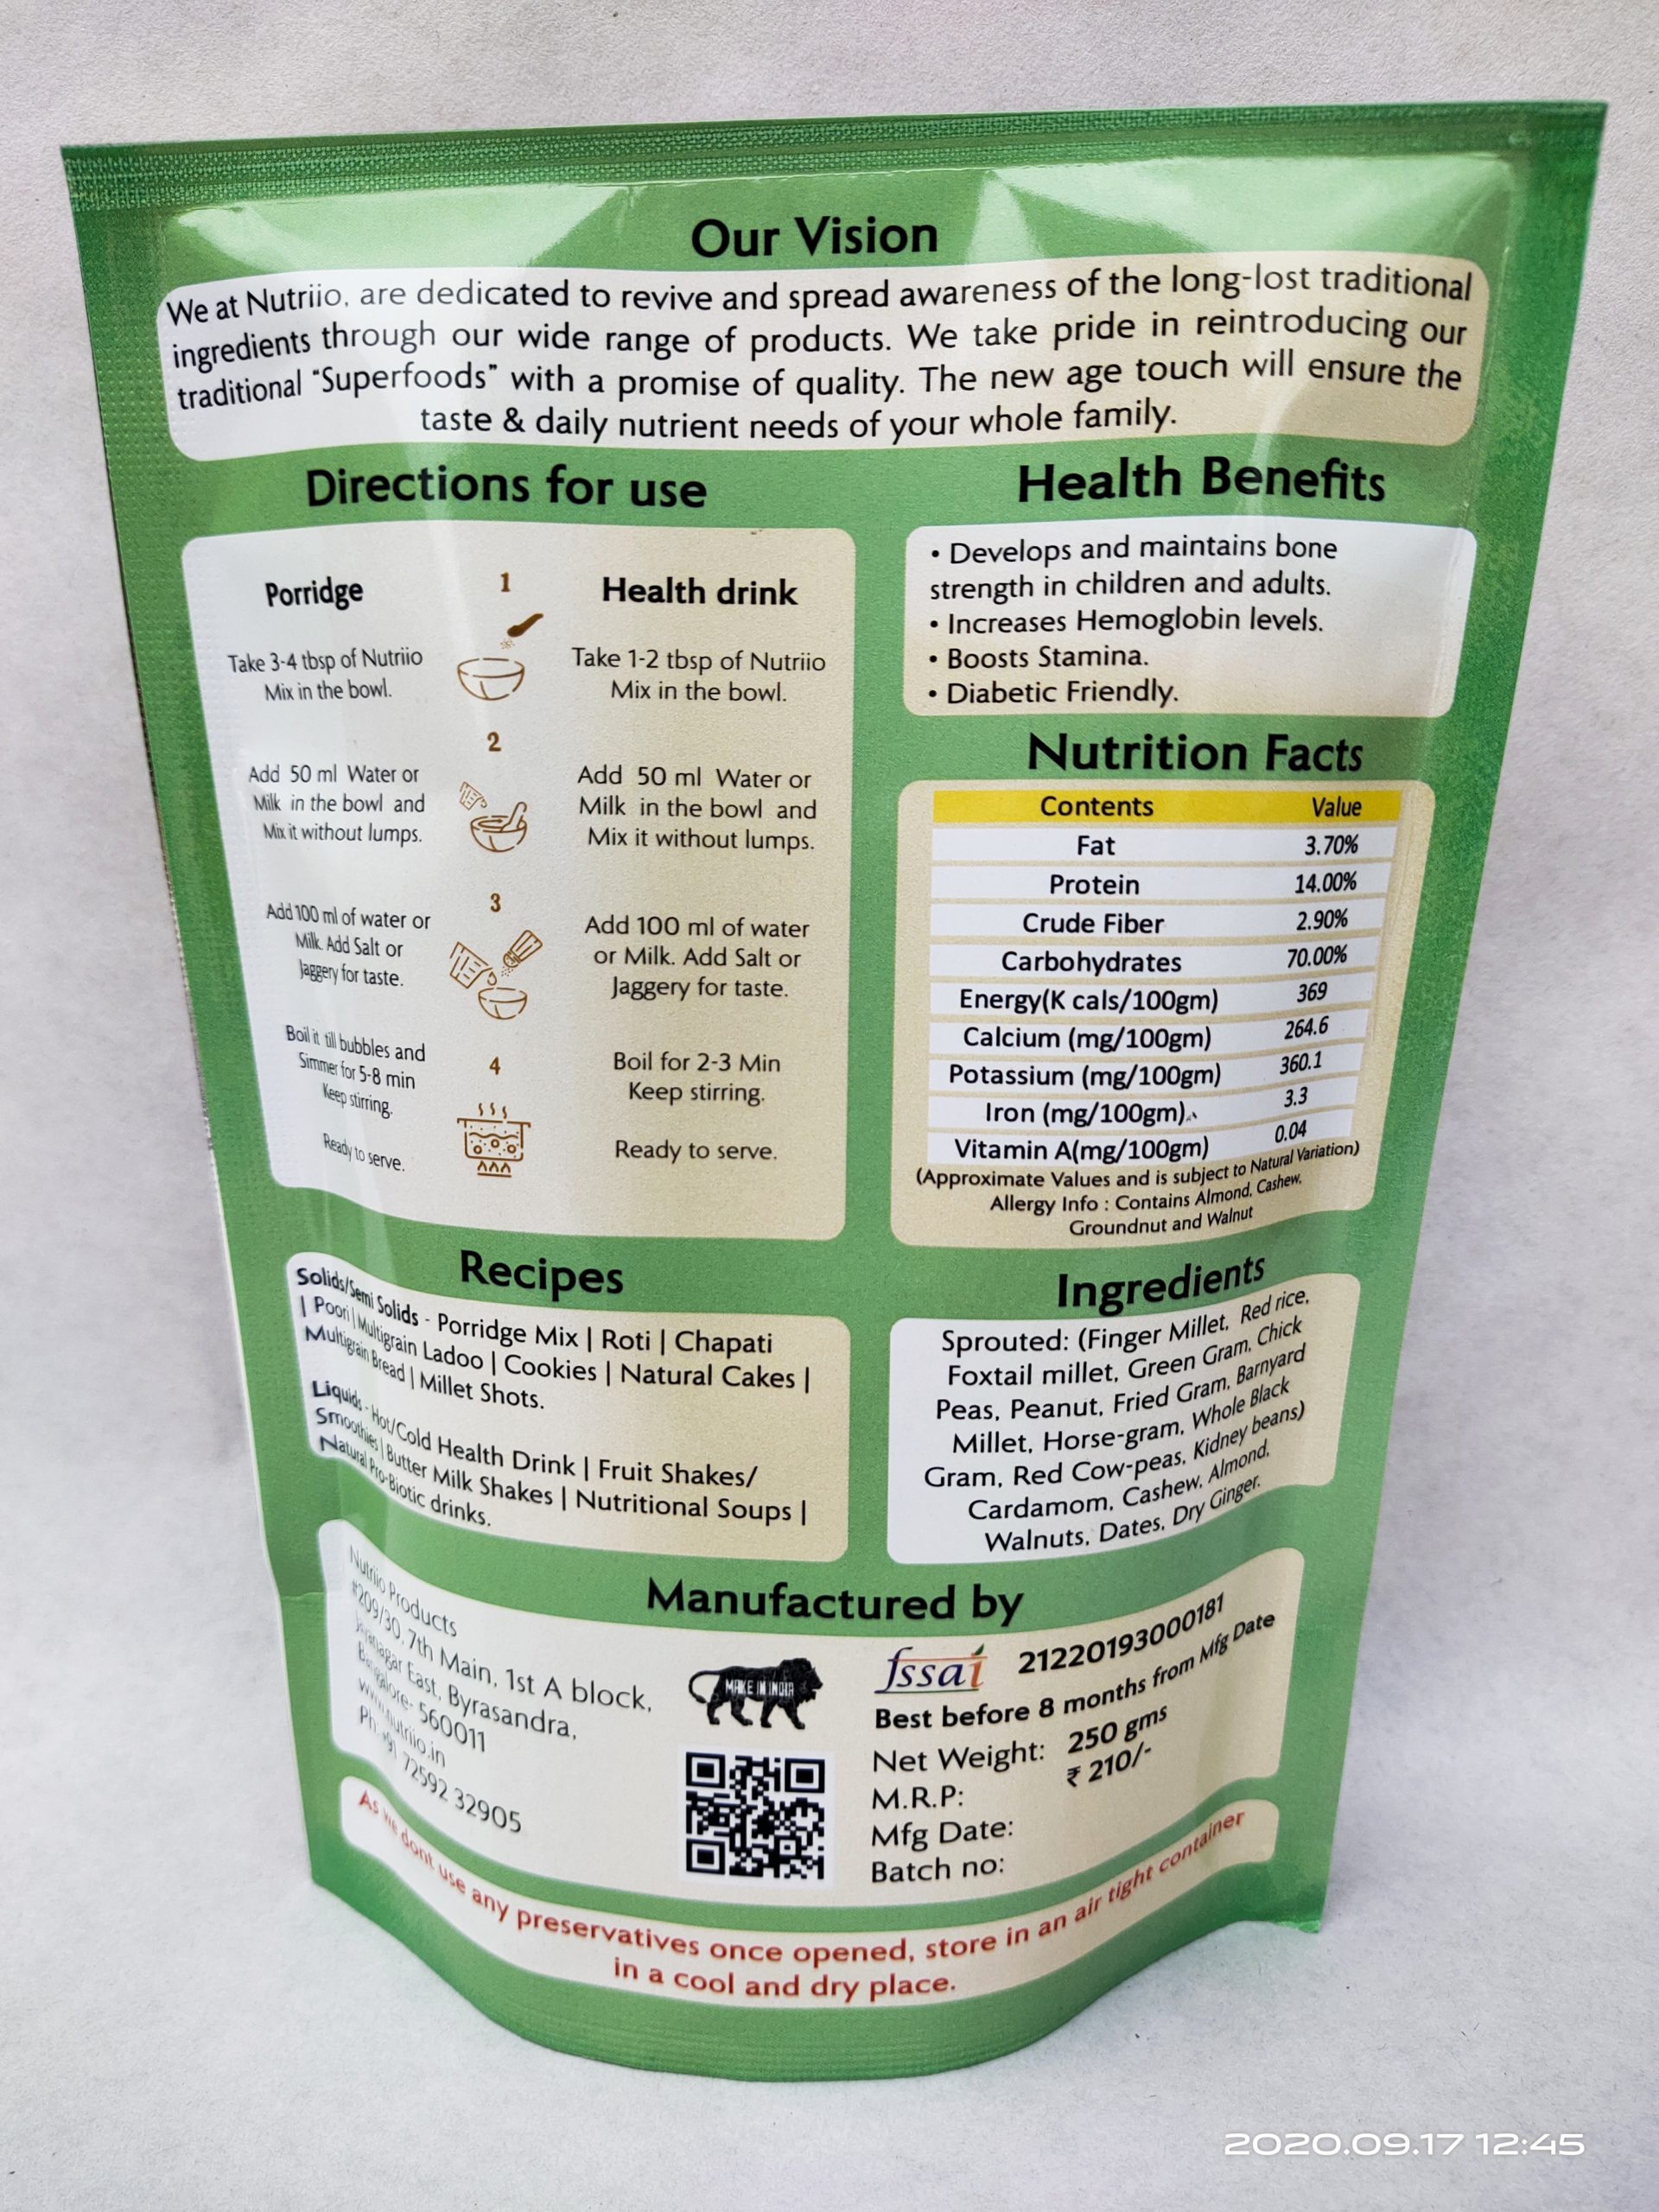 Our Vision
We at Nutriio, are dedicated to revive and spread awareness of the long-lost traditional
ingredients through our wide range of products. We take pride in reintroducing our
traditional "Superfoods" with a promise of quality. The new age touch will ensure the
taste & daily nutrient needs of your whole family.
Directions for use
Porridge
1
Health drink
Take 3-4 tbsp of Nutriio
Mix in the bowl.
Take 1-2 tbsp of Nutriio
Mix in the bowl.
2
Add 50 ml Water or
Milk in the bowl and
Mix it without lumps.
Add 50 ml Water or
Milk in the bowl and
Mix it without lumps.
3
Add 100 ml of water or
Milk. Add Salt or
Jaggery for taste.
Add 100 ml of water
or Milk. Add Salt or
Jaggery for taste.
4
Boil it till bubbles and
Simmer for 5-8 min
Keep stirring.
Ready to serve.
Boil for 2-3 Min
Keep stirring.
Ready to serve.
Health Benefits
• Develops and maintains bone
strength in children and adults.
• Increases Hemoglobin levels.
• Boosts Stamina.
• Diabetic Friendly.
Nutrition Facts
Contents Value
Fat 3.70%
Protein 14.00%
Crude Fiber 2.90%
Carbohydrates 70.00%
Energy(K cals/100gm) 369
Calcium (mg/100gm) 264.6
Potassium (mg/100gm) 360.1
Iron (mg/100gm) 3.3
Vitamin A(mg/100gm) 0.04
(Approximate Values and is subject to Natural Variation)
Allergy Info : Contains Almond, Cashew,
Groundnut and Walnut
Recipes
Solids/Semi Solids - Porridge Mix | Roti | Chapati
| Poori | Multigrain Ladoo | Cookies | Natural Cakes |
Multigrain Bread | Millet Shots.
Liquids - Hot/Cold Health Drink | Fruit Shakes/
Smoothies | Butter Milk Shakes | Nutritional Soups |
Natural Pro-Biotic drinks.
Ingredients
Sprouted: (Finger Millet, Red rice,
Foxtail millet, Green Gram, Chick
Peas, Peanut, Fried Gram, Barnyard
Millet, Horse-gram, Whole Black
Gram, Red Cow-peas, Kidney beans)
Cardamom, Cashew, Almond,
Walnuts, Dates, Dry Ginger.
Manufactured by
Nutriio Products
#209/30, 7th Main, 1st A block,
Jayanagar East, Byrasandra,
Bangalore- 560011
www.nutriio.in
Ph: +91 72592 32905
MAKE IN INDIA
fssai 21220193000181
Best before 8 months from Mfg Date
Net Weight: 250 gms
M.R.P: ₹ 210/-
Mfg Date:
Batch no:
As we dont use any preservatives once opened, store in an air tight container
in a cool and dry place.
2020.09.17 12:45